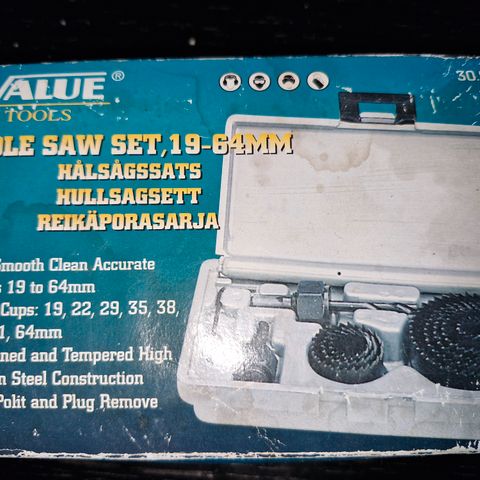 VALUE®
TOOLS
30.
OLE SAW SET,19-64MM
HÅLSÅGSSATS
HULLSAGSETT
REIKÄPORASARJA
Smooth Clean Accurate
s 19 to 64mm
Cups: 19, 22, 29, 35, 38,
1, 64mm
ned and Tempered High
n Steel Construction
Polit and Plug Remove